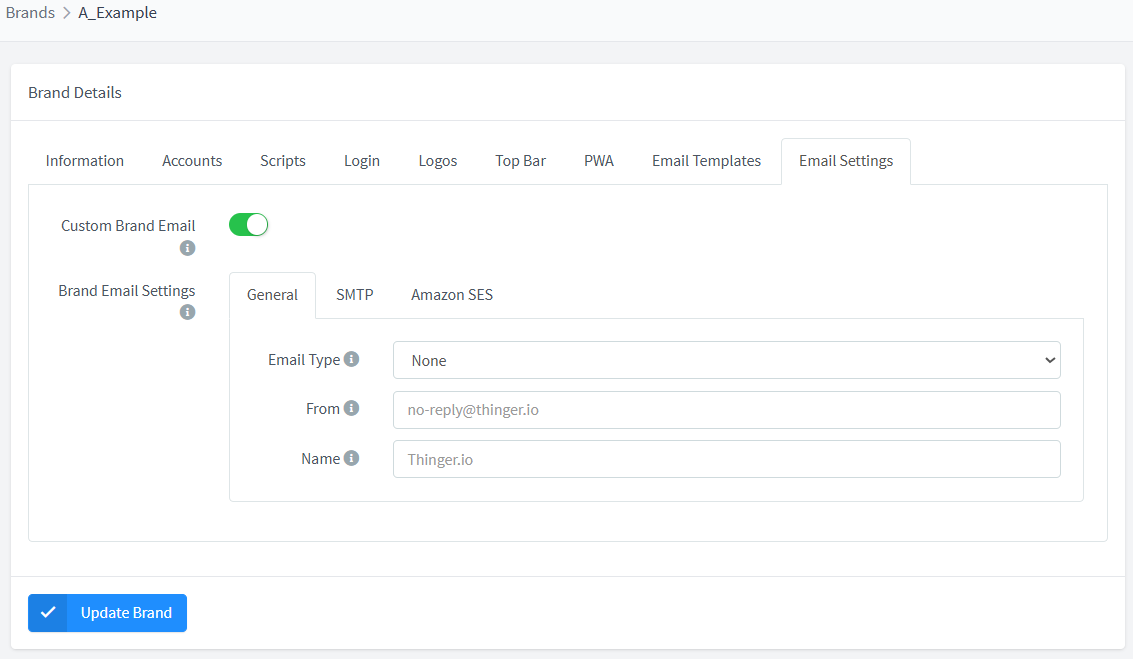 Brands > A_Example
Brand Details
Information Accounts Scripts Login Logos Top Bar PWA Email Templates Email Settings
Custom Brand Email
Brand Email Settings
General SMTP Amazon SES
Email Type None
From no-reply@thinger.io
Name Thinger.io
Update Brand